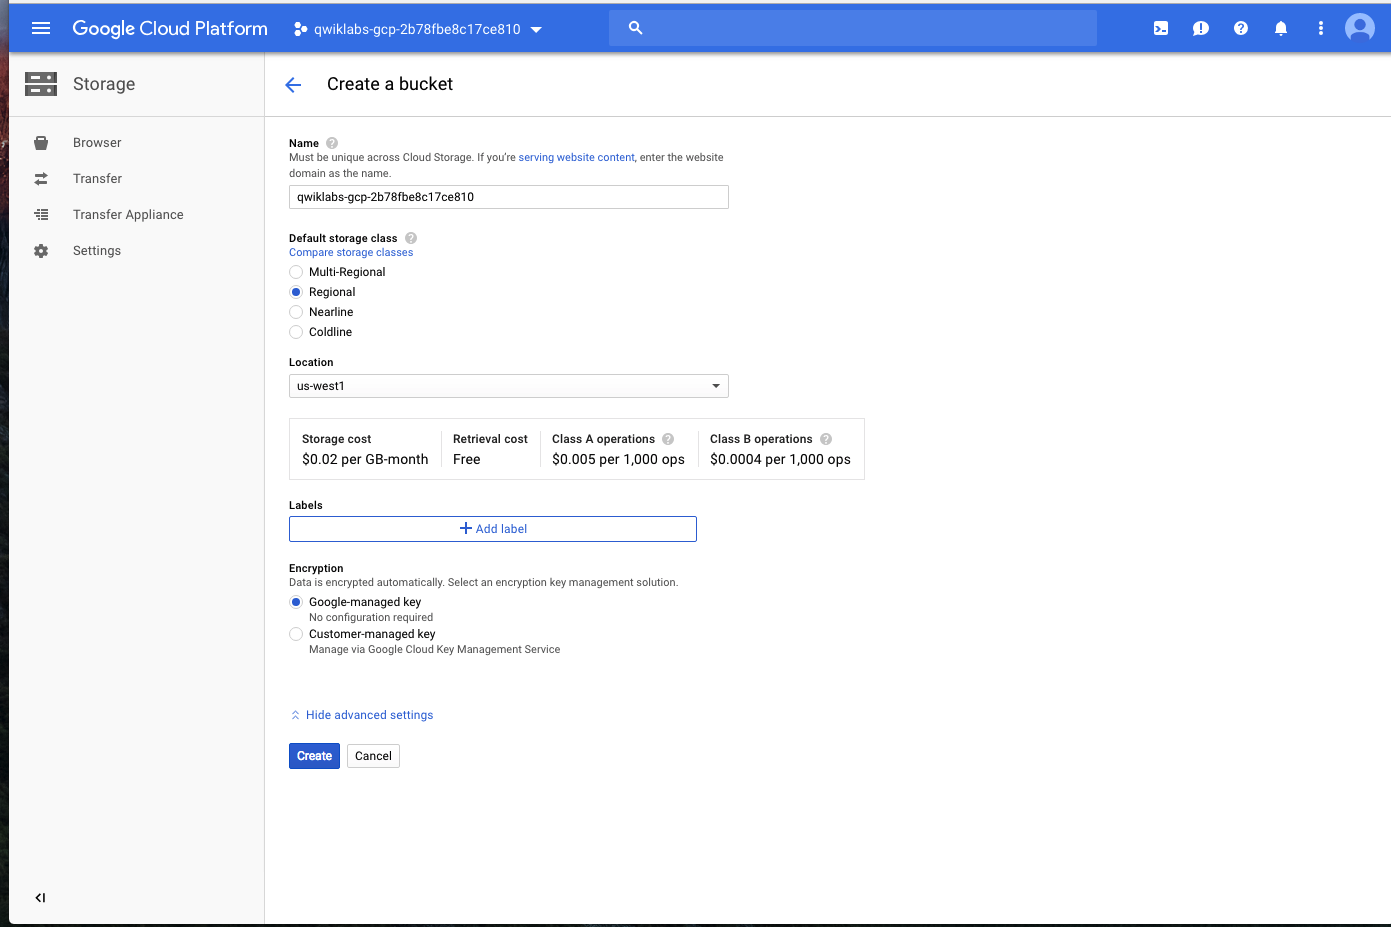 Google Cloud Platform
qwiklabs-gcp-2b78fbe8c17ce810
Storage
Create a bucket
Browser
Transfer
Transfer Appliance
Settings
Name
Must be unique across Cloud Storage. If you're serving website content, enter the website
domain as the name.
qwiklabs-gcp-2b78fbe8c17ce810
Default storage class
Compare storage classes
Multi-Regional
Regional
Nearline
Coldline
Location
us-west1
Storage cost Retrieval cost Class A operations Class B operations
$0.02 per GB-month Free $0.005 per 1,000 ops $0.0004 per 1,000 ops
Labels
Add label
Encryption
Data is encrypted automatically. Select an encryption key management solution.
Google-managed key
No configuration required
Customer-managed key
Manage via Google Cloud Key Management Service
Hide advanced settings
Create Cancel